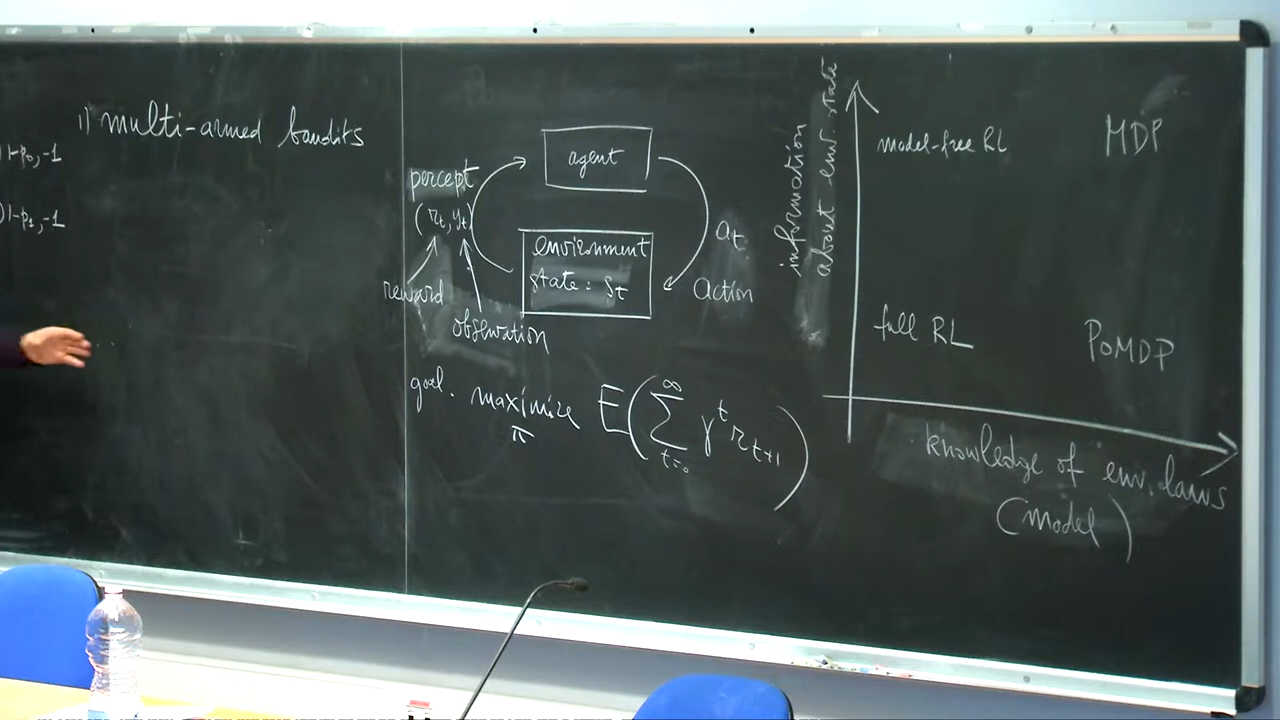 1-p₀, -1
1-p₁, -1
1) multi-armed bandits
percept
(r_t, y_t)
reward
observation
agent
environment
state: s_t
a_t
Action
goal. maximize E(∑ γ^t r_{t+1})
π
t=0
∞
information
about env. state
model-free RL
MDP
full RL
PoMDP
knowledge of env. laws
(model)